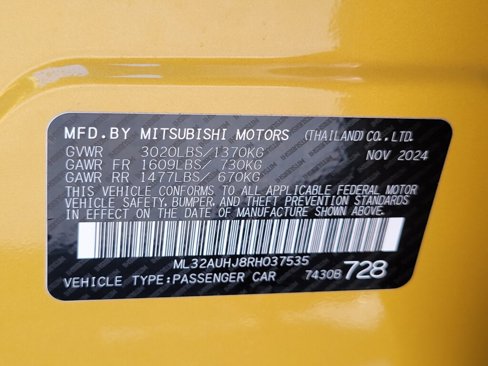 MFD.BY MITSUBISHI MOTORS (THAILAND)CO.,LTD.
GVWR 3020LBS/1370KG NOV 2024
GAWR FR 1609LBS/ 730KG
GAWR RR 1477LBS/ 670KG
THIS VEHICLE CONFORMS TO ALL APPLICABLE FEDERAL MOTOR
VEHICLE SAFETY,BUMPER,AND THEFT PREVENTION STANDARDS
IN EFFECT ON THE DATE OF MANUFACTURE SHOWN ABOVE.
ML32AUHJ8RH037535
VEHICLE TYPE:PASSENGER CAR 7430B 728